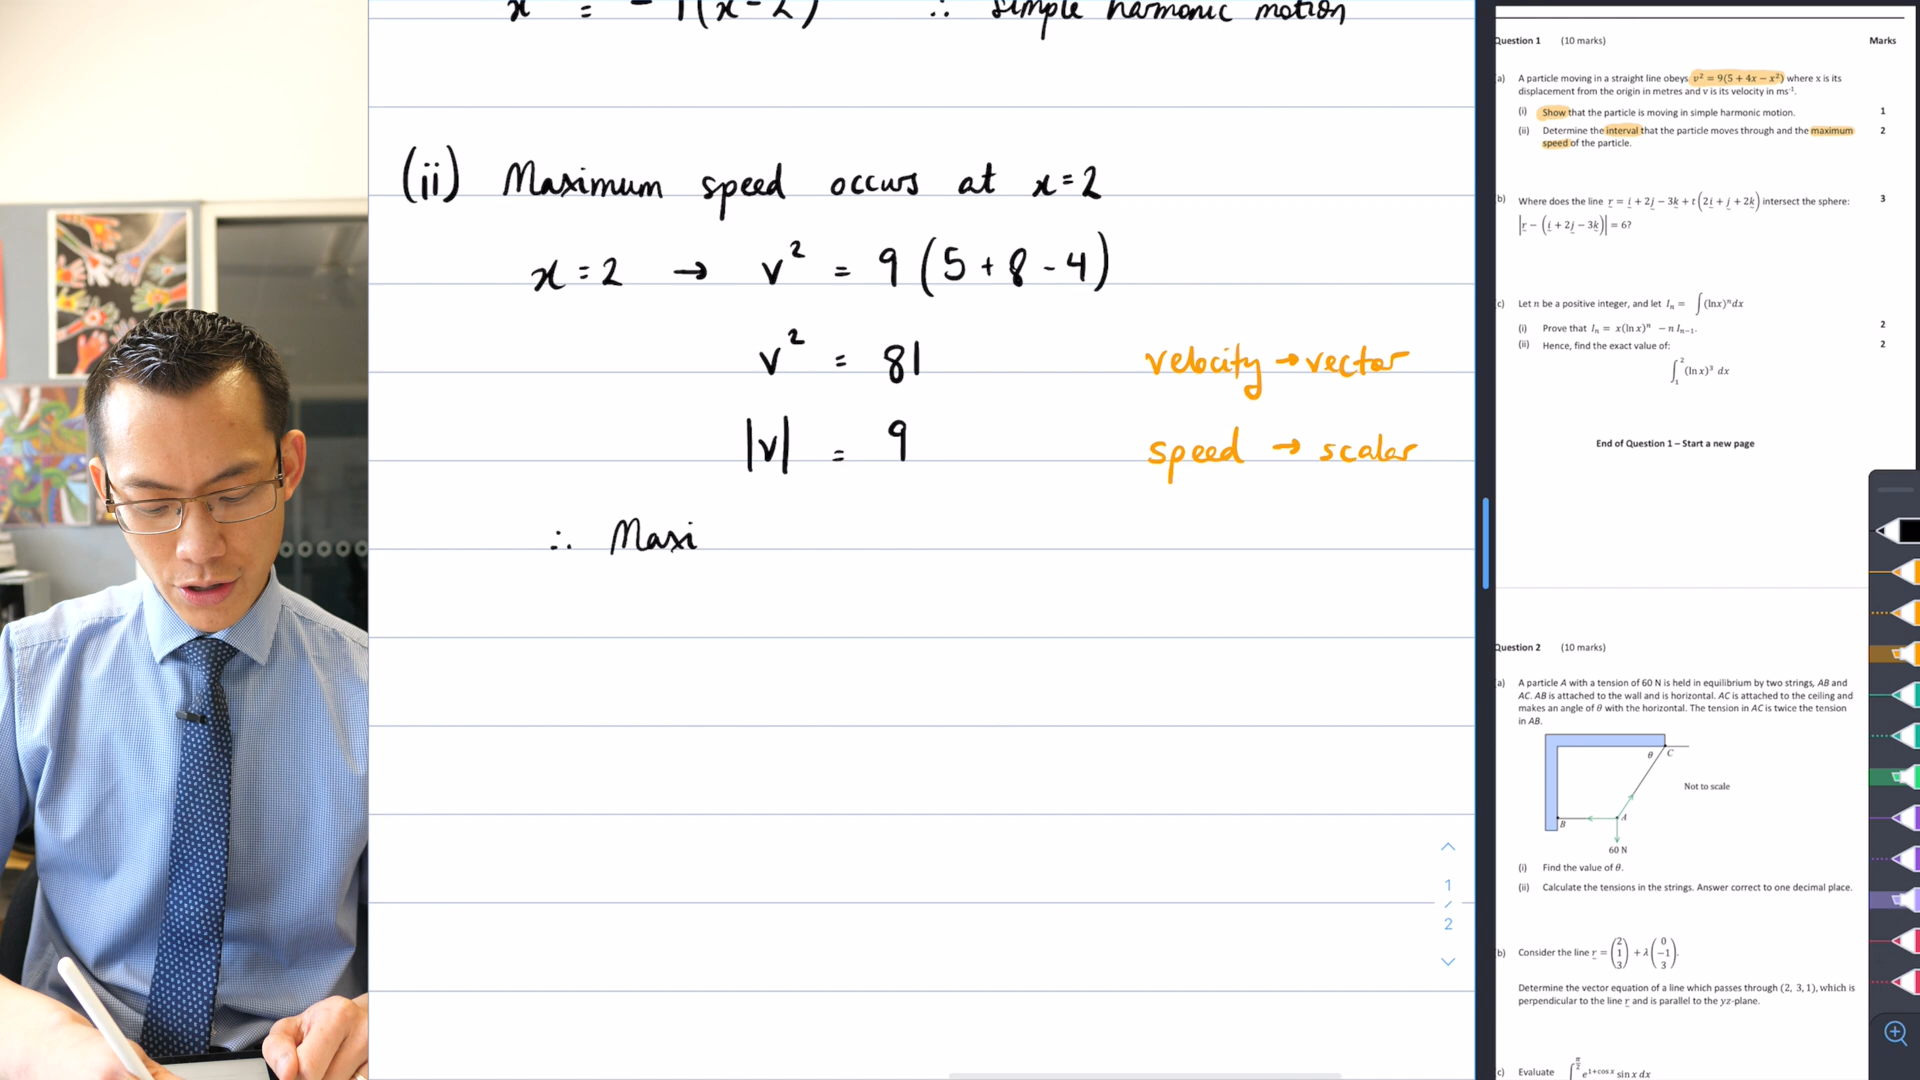 ẍ = - 9(x-2) ∴ simple harmonic motion
(ii) Maximum speed occurs at x=2
x=2 → v² = 9(5+8-4)
v² = 81 velocity → vector
|v| = 9 speed → scalar
∴ Maxi
1
/
2
Question 1 (10 marks) Marks
a) A particle moving in a straight line obeys v² = 9(5 + 4x − x²) where x is its
displacement from the origin in metres and v is its velocity in ms⁻¹.
(i) Show that the particle is moving in simple harmonic motion. 1
(ii) Determine the interval that the particle moves through and the maximum 2
speed of the particle.
b) Where does the line r = i + 2j − 3k + t(2i + j + 2k) intersect the sphere: 3
|r − (i + 2j − 3k)| = 6?
c) Let n be a positive integer, and let Iₙ = ∫(lnx)ⁿdx
(i) Prove that Iₙ = x(ln x)ⁿ − n Iₙ₋₁. 2
(ii) Hence, find the exact value of: 2
∫₁² (ln x)³ dx
End of Question 1 – Start a new page
Question 2 (10 marks)
a) A particle A with a tension of 60 N is held in equilibrium by two strings, AB and
AC. AB is attached to the wall and is horizontal. AC is attached to the ceiling and
makes an angle of θ with the horizontal. The tension in AC is twice the tension
in AB.
θ C
Not to scale
B A
60 N
(i) Find the value of θ.
(ii) Calculate the tensions in the strings. Answer correct to one decimal place.
b) Consider the line r = (2 1 3) + λ(0 −1 3).
Determine the vector equation of a line which passes through (2, 3, 1), which is
perpendicular to the line r and is parallel to the yz-plane.
c) Evaluate ∫ π/2 e^(1+cos x) sin x dx